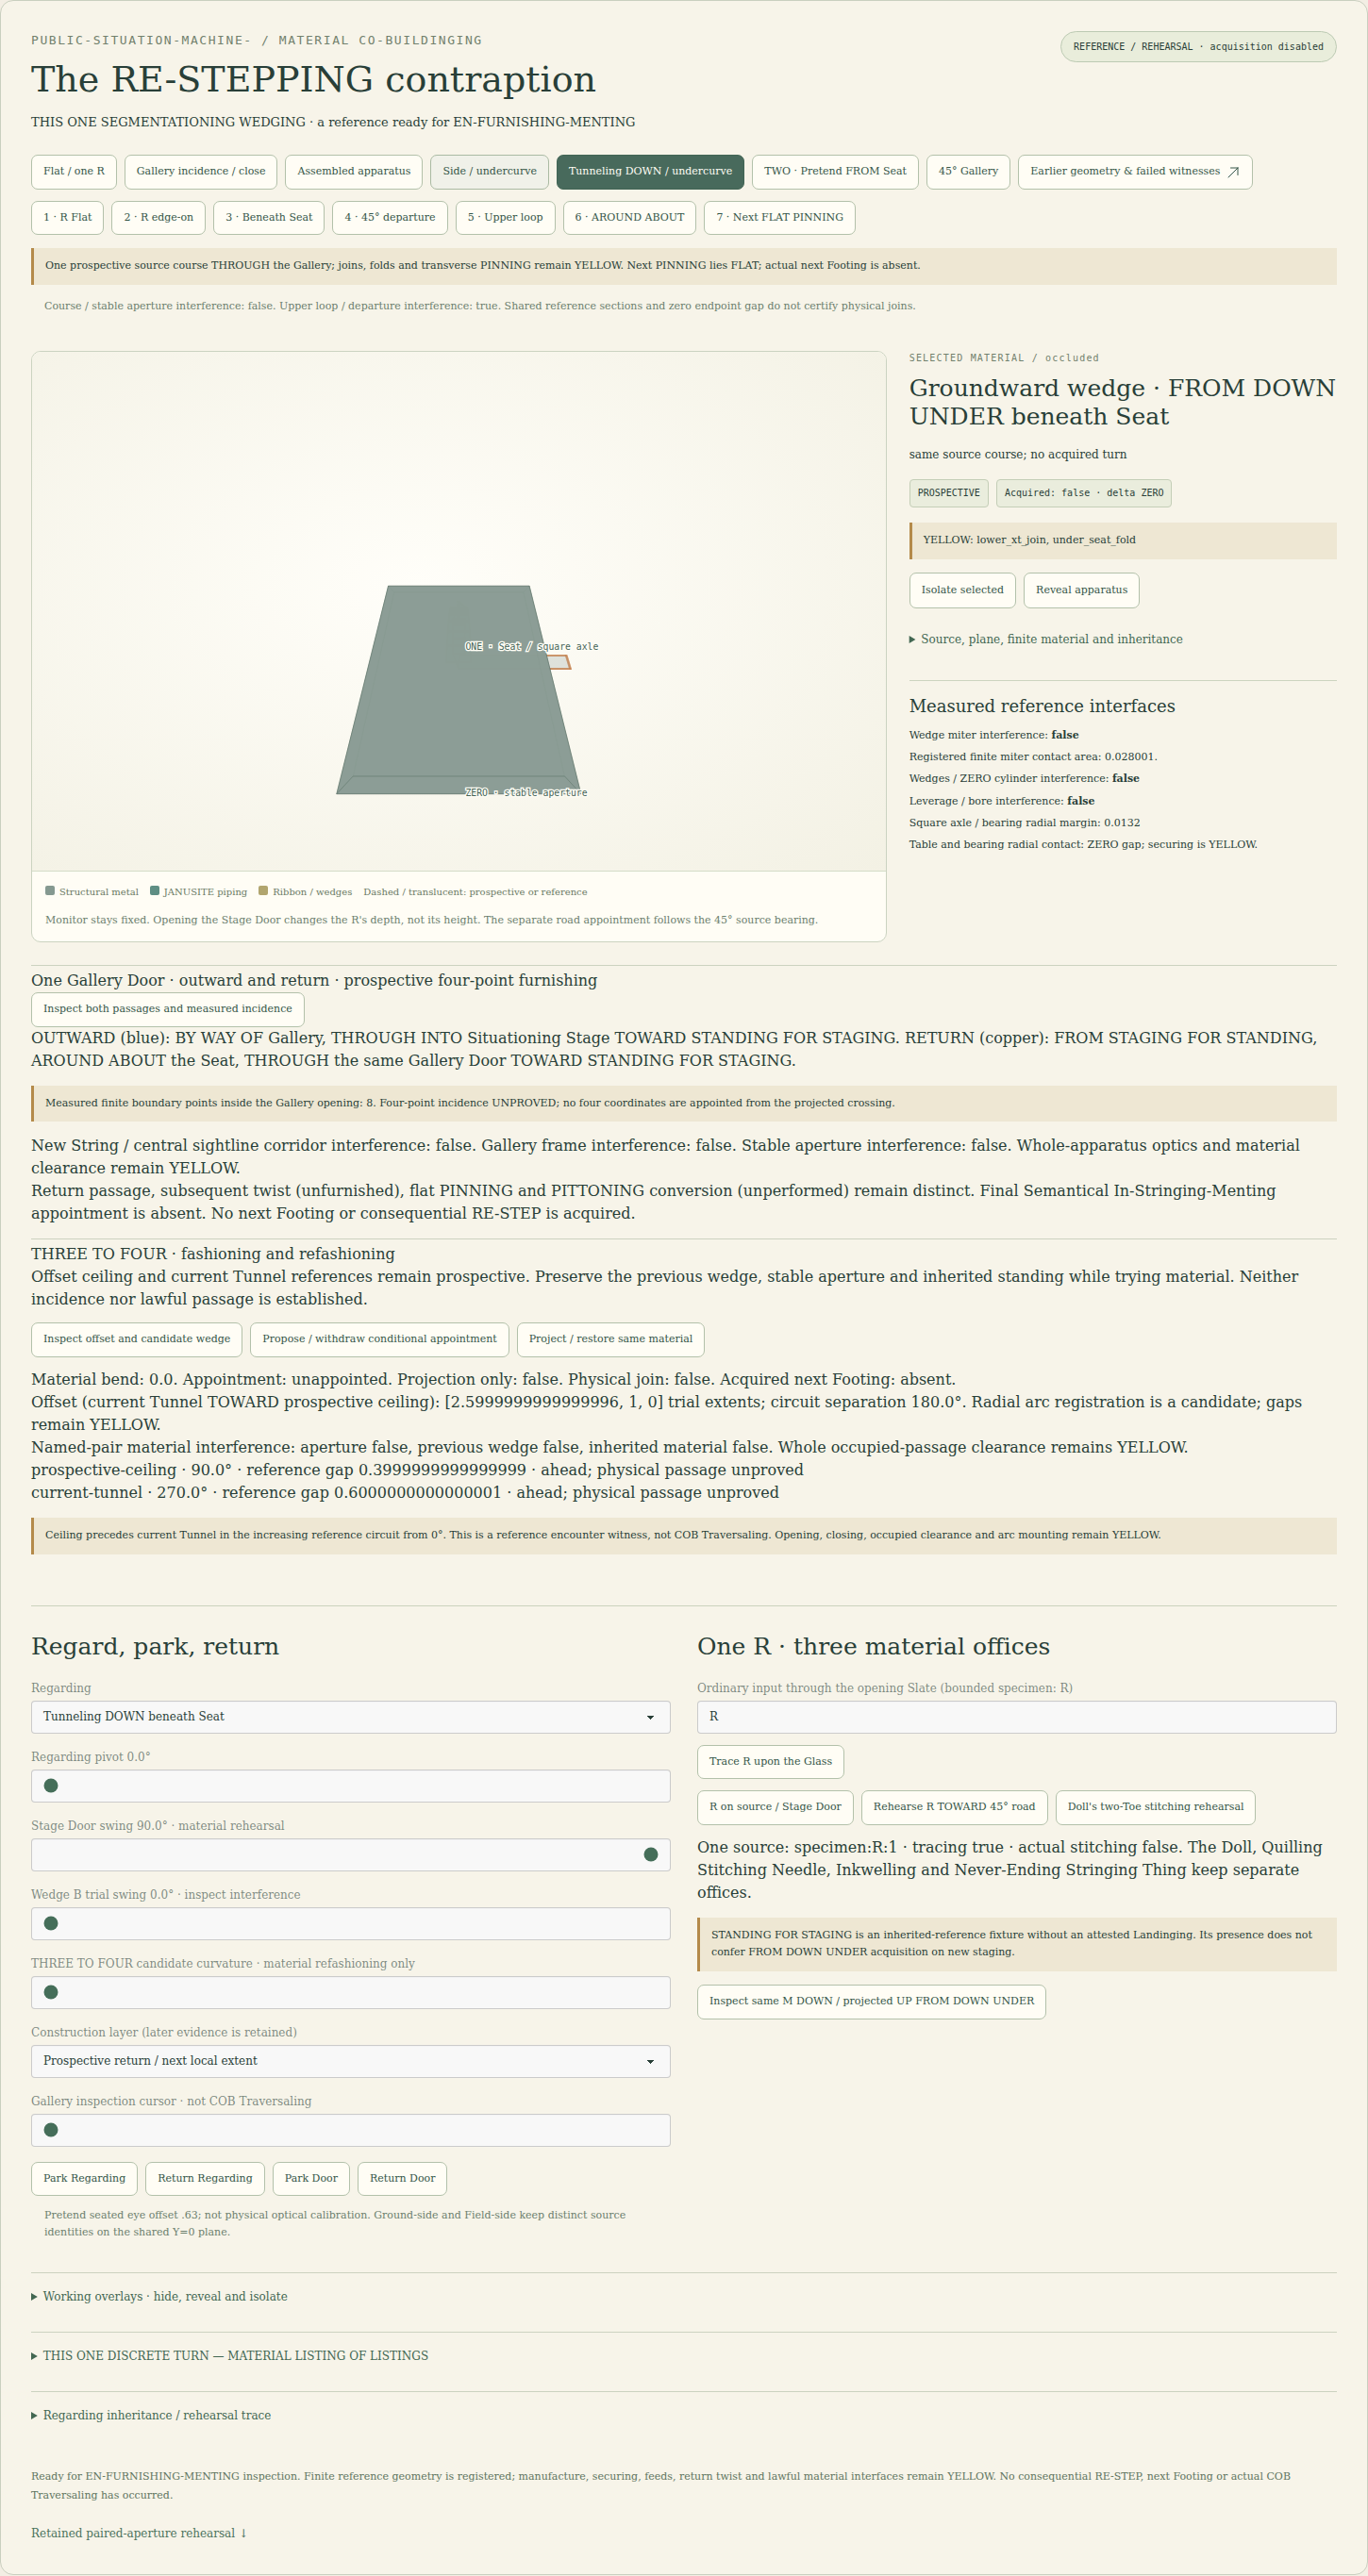 PUBLIC-SITUATION-MACHINE- / MATERIAL CO-BUILDINGING
REFERENCE / REHEARSAL · acquisition disabled
The RE-STEPPING contraption
THIS ONE SEGMENTATIONING WEDGING · a reference ready for EN-FURNISHING-MENTING
Flat / one R
Gallery incidence / close
Assembled apparatus
Side / undercurve
Tunneling DOWN / undercurve
TWO · Pretend FROM Seat
45° Gallery
Earlier geometry & failed witnesses
1 · R Flat
2 · R edge-on
3 · Beneath Seat
4 · 45° departure
5 · Upper loop
6 · AROUND ABOUT
7 · Next FLAT PINNING
One prospective source course THROUGH the Gallery; joins, folds and transverse PINNING remain YELLOW. Next PINNING lies FLAT; actual next Footing is absent.
Course / stable aperture interference: false. Upper loop / departure interference: true. Shared reference sections and zero endpoint gap do not certify physical joins.
ONE · Seat / square axle
ZERO · stable aperture
Structural metal
JANUSITE piping
Ribbon / wedges
Dashed / translucent: prospective or reference
Monitor stays fixed. Opening the Stage Door changes the R's depth, not its height. The separate road appointment follows the 45° source bearing.
SELECTED MATERIAL / occluded
Groundward wedge · FROM DOWN
UNDER beneath Seat
same source course; no acquired turn
PROSPECTIVE
Acquired: false · delta ZERO
YELLOW: lower_xt_join, under_seat_fold
Isolate selected
Reveal apparatus
Source, plane, finite material and inheritance
Measured reference interfaces
Wedge miter interference: false
Registered finite miter contact area: 0.028001.
Wedges / ZERO cylinder interference: false
Leverage / bore interference: false
Square axle / bearing radial margin: 0.0132
Table and bearing radial contact: ZERO gap; securing is YELLOW.
One Gallery Door · outward and return · prospective four-point furnishing
Inspect both passages and measured incidence
OUTWARD (blue): BY WAY OF Gallery, THROUGH INTO Situationing Stage TOWARD STANDING FOR STAGING. RETURN (copper): FROM STAGING FOR STANDING,
AROUND ABOUT the Seat, THROUGH the same Gallery Door TOWARD STANDING FOR STAGING.
Measured finite boundary points inside the Gallery opening: 8. Four-point incidence UNPROVED; no four coordinates are appointed from the projected crossing.
New String / central sightline corridor interference: false. Gallery frame interference: false. Stable aperture interference: false. Whole-apparatus optics and material
clearance remain YELLOW.
Return passage, subsequent twist (unfurnished), flat PINNING and PITTONING conversion (unperformed) remain distinct. Final Semantical In-Stringing-Menting
appointment is absent. No next Footing or consequential RE-STEP is acquired.
THREE TO FOUR · fashioning and refashioning
Offset ceiling and current Tunnel references remain prospective. Preserve the previous wedge, stable aperture and inherited standing while trying material. Neither
incidence nor lawful passage is established.
Inspect offset and candidate wedge
Propose / withdraw conditional appointment
Project / restore same material
Material bend: 0.0. Appointment: unappointed. Projection only: false. Physical join: false. Acquired next Footing: absent.
Offset (current Tunnel TOWARD prospective ceiling): [2.5999999999999996, 1, 0] trial extents; circuit separation 180.0°. Radial arc registration is a candidate; gaps
remain YELLOW.
Named-pair material interference: aperture false, previous wedge false, inherited material false. Whole occupied-passage clearance remains YELLOW.
prospective-ceiling · 90.0° · reference gap 0.3999999999999999 · ahead; physical passage unproved
current-tunnel · 270.0° · reference gap 0.6000000000000001 · ahead; physical passage unproved
Ceiling precedes current Tunnel in the increasing reference circuit from 0°. This is a reference encounter witness, not COB Traversaling. Opening, closing, occupied clearance and arc mounting remain YELLOW.
Regard, park, return
Regarding
Tunneling DOWN beneath Seat
Regarding pivot 0.0°
Stage Door swing 90.0° · material rehearsal
Wedge B trial swing 0.0° · inspect interference
THREE TO FOUR candidate curvature · material refashioning only
Construction layer (later evidence is retained)
Prospective return / next local extent
Gallery inspection cursor · not COB Traversaling
Park Regarding
Return Regarding
Park Door
Return Door
Pretend seated eye offset .63; not physical optical calibration. Ground-side and Field-side keep distinct source
identities on the shared Y=0 plane.
One R · three material offices
Ordinary input through the opening Slate (bounded specimen: R)
R
Trace R upon the Glass
R on source / Stage Door
Rehearse R TOWARD 45° road
Doll's two-Toe stitching rehearsal
One source: specimen:R:1 · tracing true · actual stitching false. The Doll, Quilling
Stitching Needle, Inkwelling and Never-Ending Stringing Thing keep separate
offices.
STANDING FOR STAGING is an inherited-reference fixture without an attested Landinging. Its presence does not
confer FROM DOWN UNDER acquisition on new staging.
Inspect same M DOWN / projected UP FROM DOWN UNDER
Working overlays · hide, reveal and isolate
THIS ONE DISCRETE TURN — MATERIAL LISTING OF LISTINGS
Regarding inheritance / rehearsal trace
Ready for EN-FURNISHING-MENTING inspection. Finite reference geometry is registered; manufacture, securing, feeds, return twist and lawful material interfaces remain YELLOW. No consequential RE-STEP, next Footing or actual COB
Traversaling has occurred.
Retained paired-aperture rehearsal ↓